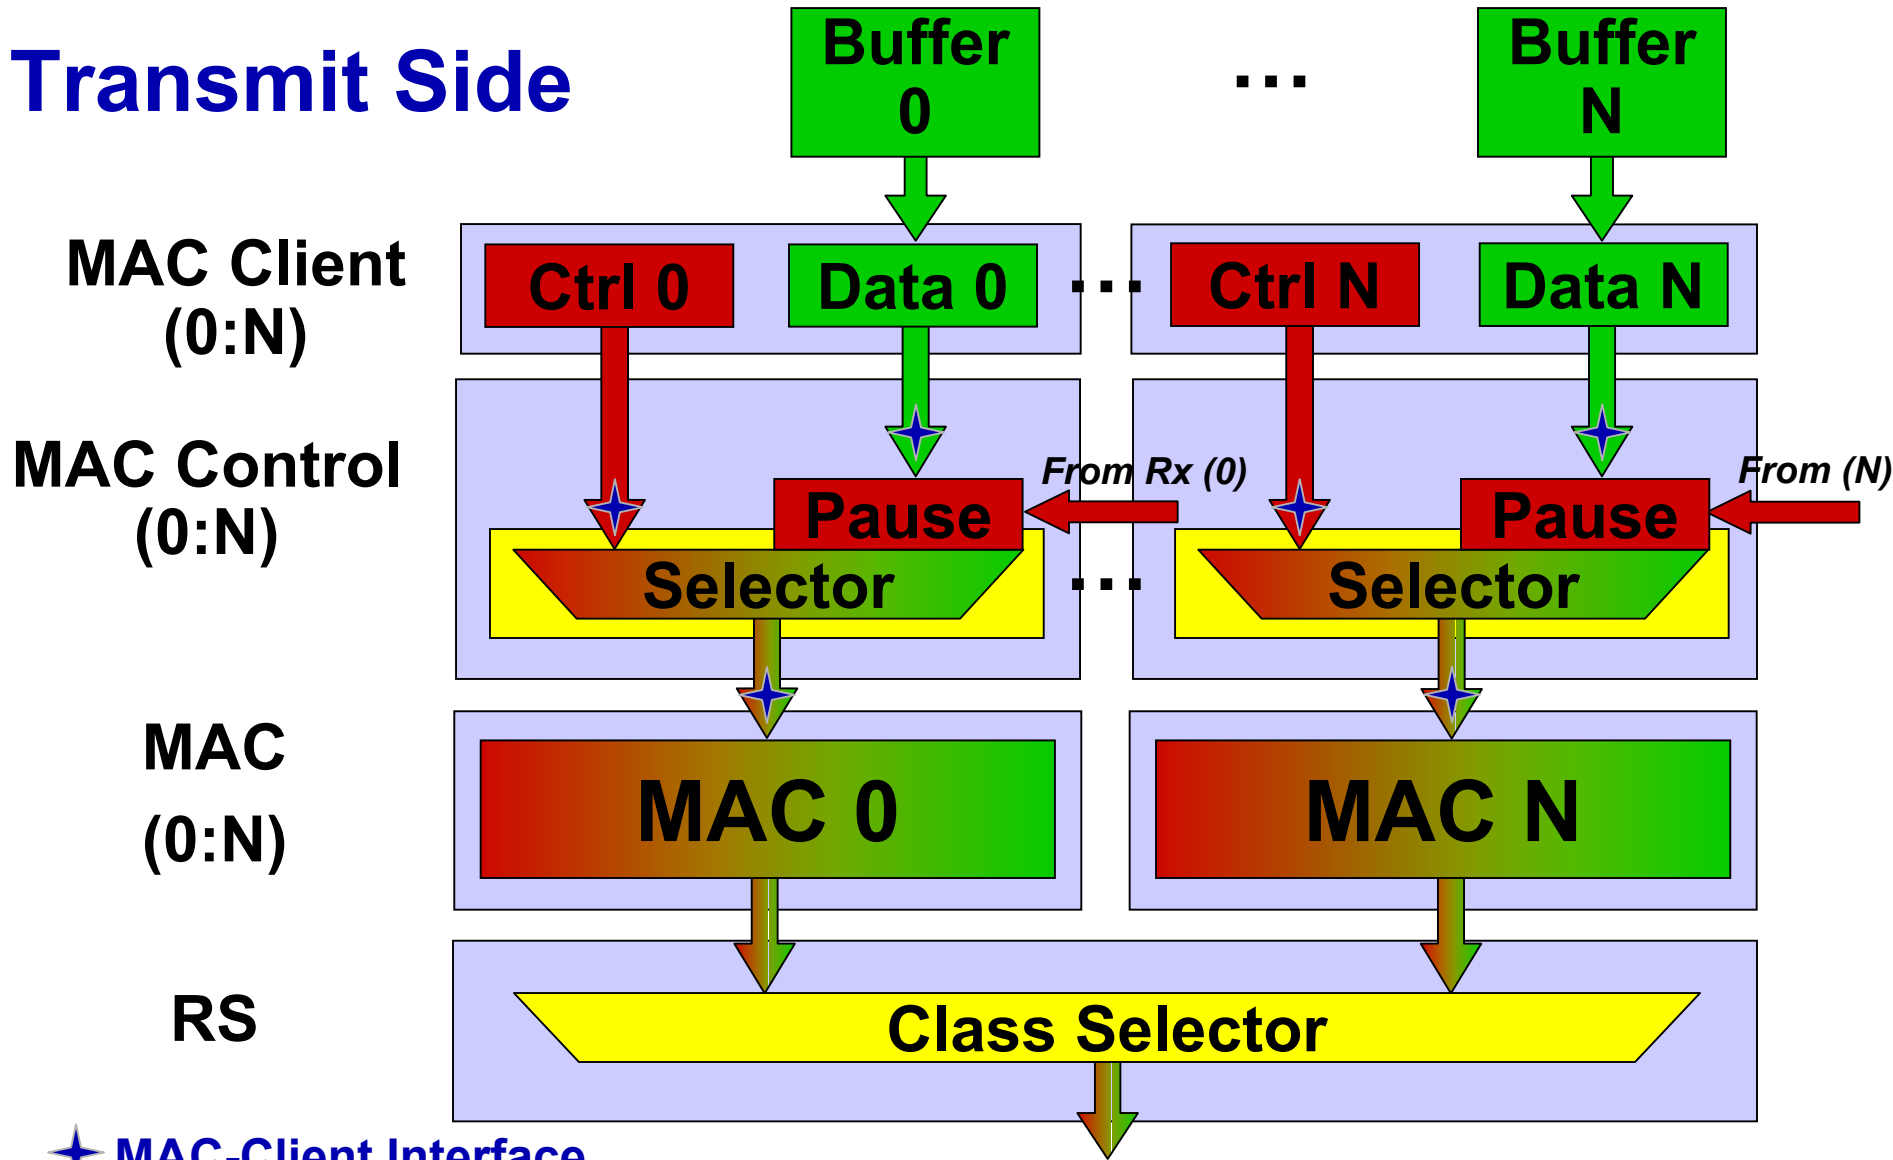 Transmit Side
Buffer
0
...
Buffer
N
MAC Client
(0:N)
Ctrl 0
Data 0
...
Ctrl N
Data N
MAC Control
(0:N)
From Rx (0)
From (N)
Pause
Pause
Selector
...
Selector
MAC
(0:N)
MAC 0
MAC N
RS
Class Selector
MAC-Client Interface